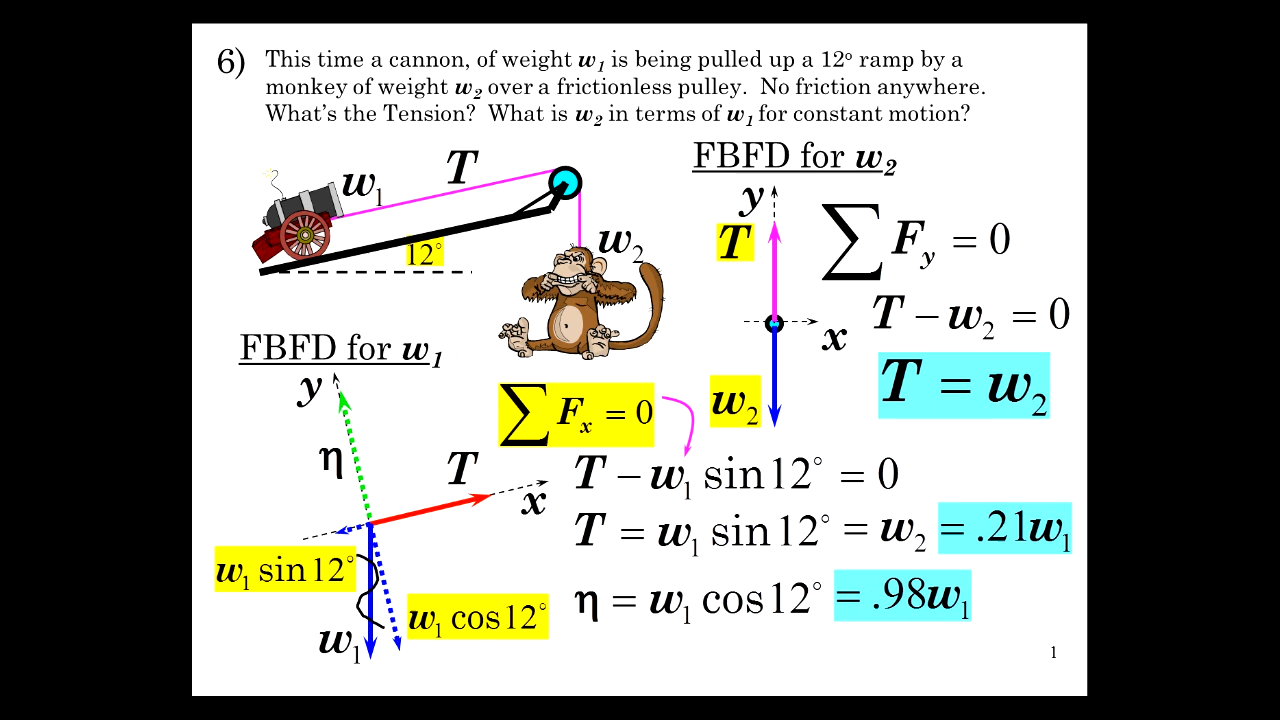 6) This time a cannon, of weight w₁ is being pulled up a 12° ramp by a
monkey of weight w₂ over a frictionless pulley. No friction anywhere.
What's the Tension? What is w₂ in terms of w₁ for constant motion?
w₁
T
12°
w₂
FBFD for w₂
y
T
x
w₂
∑ F_y = 0
T − w₂ = 0
T = w₂
FBFD for w₁
y
η
T
x
w₁ sin 12°
w₁ cos 12°
w₁
∑ F_x = 0
T − w₁ sin 12° = 0
T = w₁ sin 12° = w₂ = .21w₁
η = w₁ cos 12° = .98w₁
1